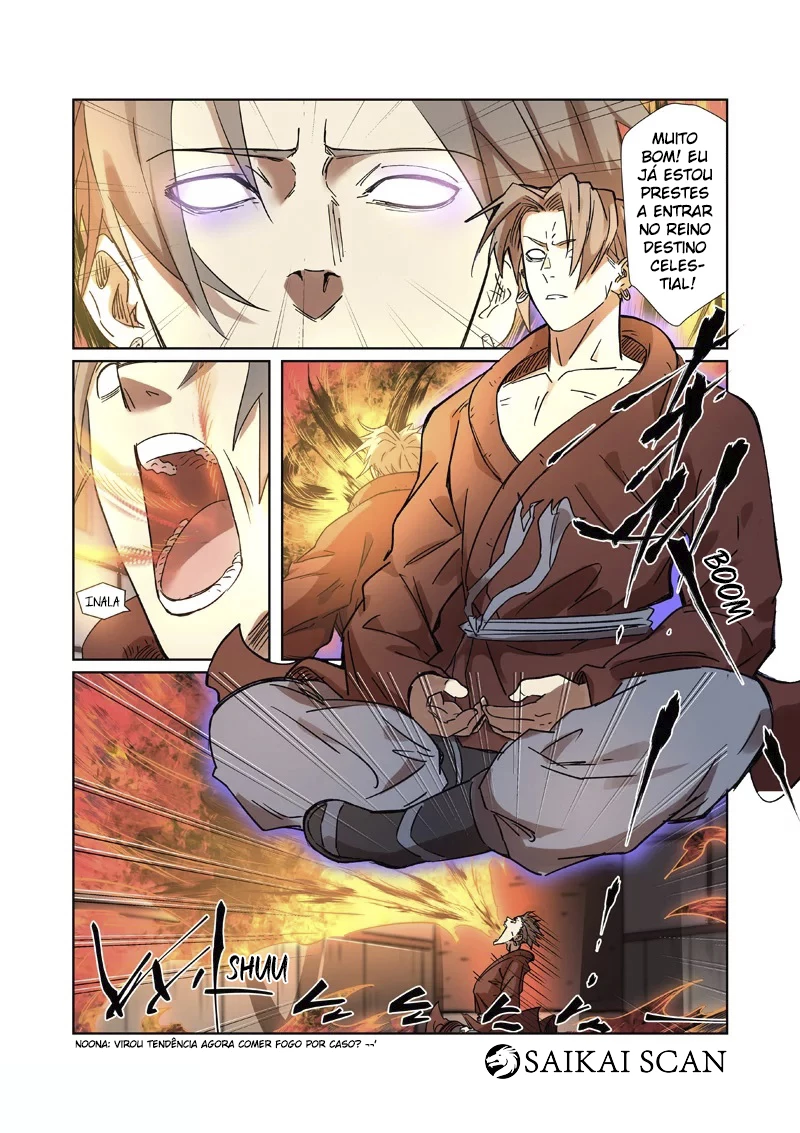 MUITO
BOM! EU
JÁ ESTOU
PRESTES
A ENTRAR
NO REINO
DESTINO
CELES-
TIAL!
INALA
BOOM
SHUU
NOONA: VIROU TENDÊNCIA AGORA COMER FOGO POR CASO? ¬¬'
SAIKAI SCAN